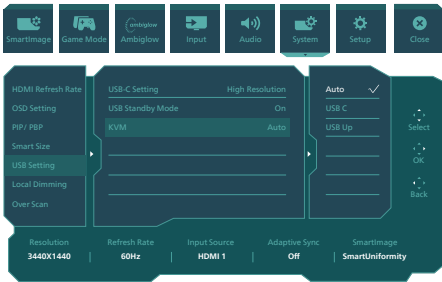 ambiglow
SmartImage Game Mode Ambiglow Input Audio System Setup Close
HDMI Refresh Rate USB-C Setting High Resolution Auto
OSD Setting USB Standby Mode On USB C
PIP/ PBP KVM Auto USB Up Select
Smart Size
USB Setting OK
Local Dimming Back
Over Scan
Resolution Refresh Rate Input Source Adaptive Sync SmartImage
3440X1440 | 60Hz | HDMI 1 | Off | SmartUniformity